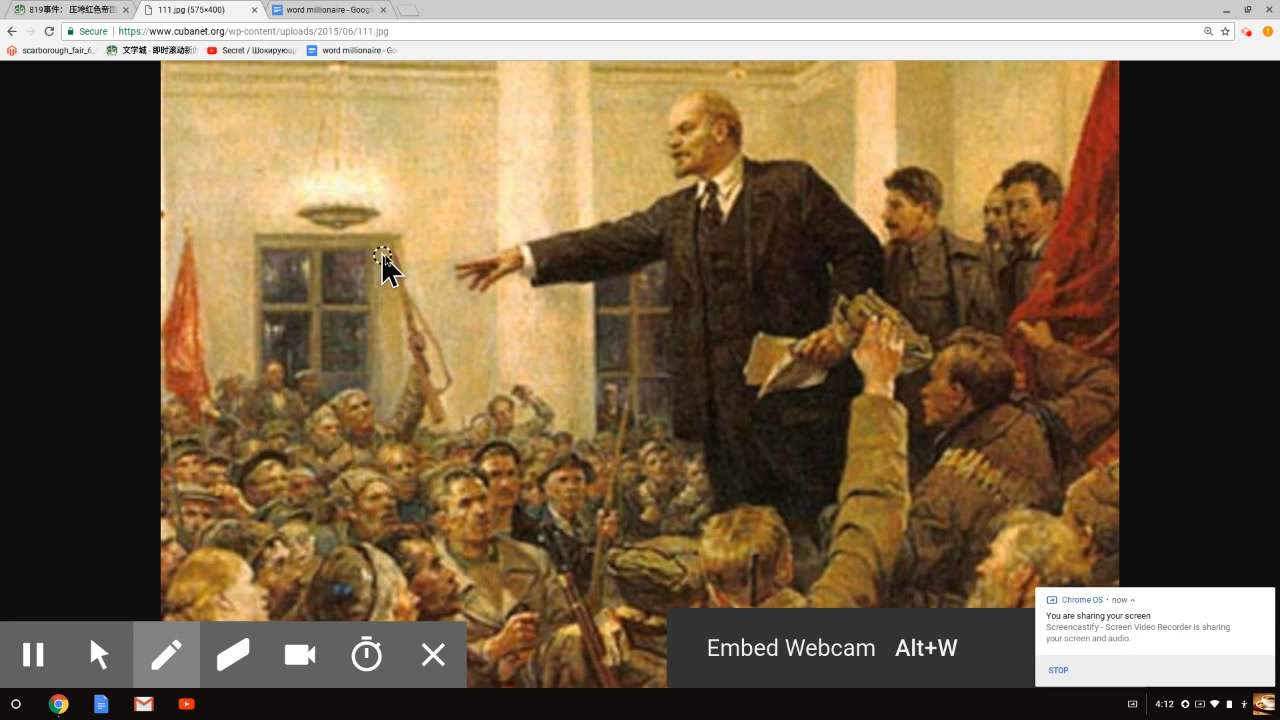 819事件： 压垮红色帝国
111.jpg (575×400)
word millionaire - Google
Secure
https://www.cubanet.org/wp-content/uploads/2015/06/111.jpg
scarborough_fair_6..
文学城 - 即时滚动新闻
Secret / Шокирующ
word millionaire - Go
Embed Webcam Alt+W
Chrome OS • now
You are sharing your screen
Screencastify - Screen Video Recorder is sharing
your screen and audio.
STOP
4:12